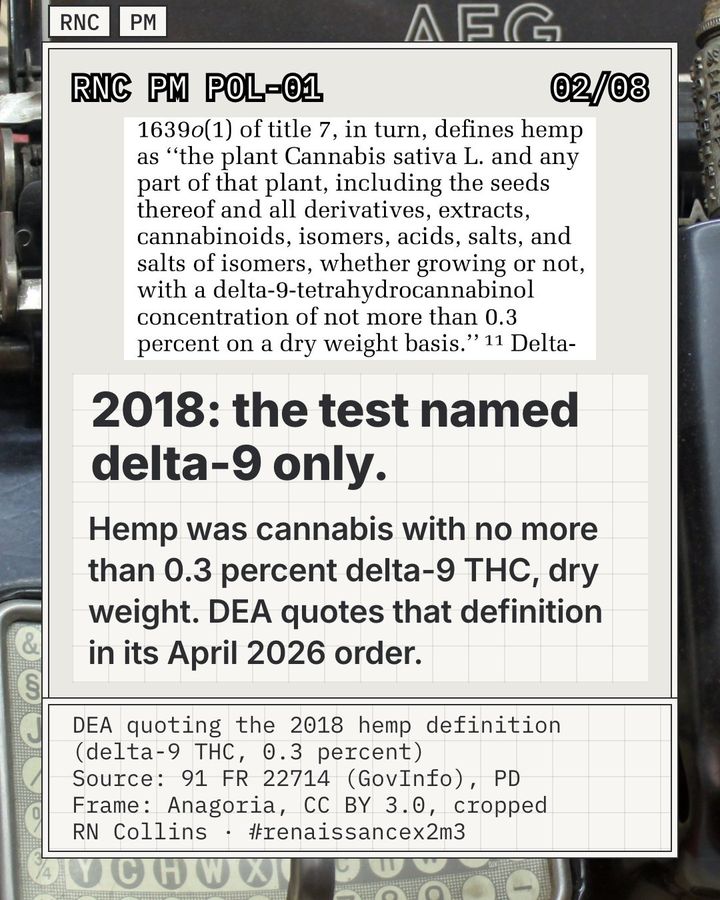 RNC PM
AEG
RNC PM POL-01 02/08
1639o(1) of title 7, in turn, defines hemp
as ‘‘the plant Cannabis sativa L. and any
part of that plant, including the seeds
thereof and all derivatives, extracts,
cannabinoids, isomers, acids, salts, and
salts of isomers, whether growing or not,
with a delta-9-tetrahydrocannabinol
concentration of not more than 0.3
percent on a dry weight basis.’’ ¹¹ Delta-
2018: the test named
delta-9 only.
Hemp was cannabis with no more
than 0.3 percent delta-9 THC, dry
weight. DEA quotes that definition
in its April 2026 order.
DEA quoting the 2018 hemp definition
(delta-9 THC, 0.3 percent)
Source: 91 FR 22714 (GovInfo), PD
Frame: Anagoria, CC BY 3.0, cropped
RN Collins · #renaissancex2m3
&
§
J
¾ Y C H W X